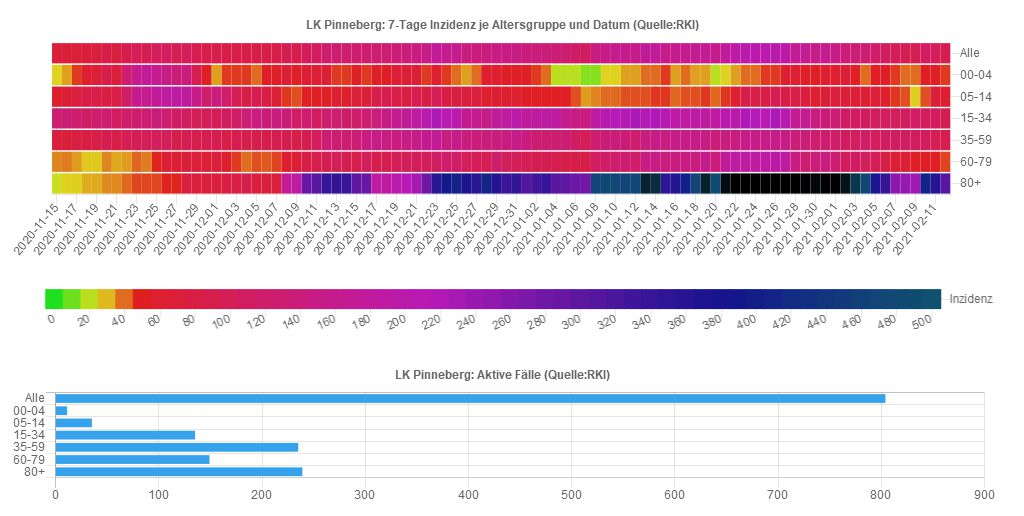 LK Pinneberg: 7-Tage Inzidenz je Altersgruppe und Datum (Quelle:RKI)
Alle
00-04
05-14
15-34
35-59
60-79
80+
2020-11-15 2020-11-17 2020-11-19 2020-11-21 2020-11-23 2020-11-25 2020-11-27 2020-11-29 2020-12-01 2020-12-03 2020-12-05 2020-12-07 2020-12-09 2020-12-11 2020-12-13 2020-12-15 2020-12-17 2020-12-19 2020-12-21 2020-12-23 2020-12-25 2020-12-27 2020-12-29 2020-12-31 2021-01-02 2021-01-04 2021-01-06 2021-01-08 2021-01-10 2021-01-12 2021-01-14 2021-01-16 2021-01-18 2021-01-20 2021-01-22 2021-01-24 2021-01-26 2021-01-28 2021-01-30 2021-02-01 2021-02-03 2021-02-05 2021-02-07 2021-02-09 2021-02-11
Inzidenz
0 20 40 60 80 100 120 140 160 180 200 220 240 260 280 300 320 340 360 380 400 420 440 460 480 500
LK Pinneberg: Aktive Fälle (Quelle:RKI)
Alle
00-04
05-14
15-34
35-59
60-79
80+
0 100 200 300 400 500 600 700 800 900